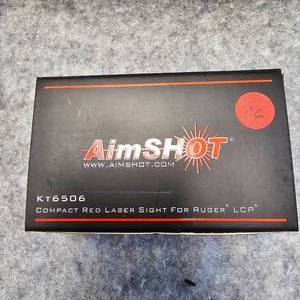 AimSHOT®
WWW.AIMSHOT.COM
KT6506
COMPACT RED LASER SIGHT FOR RUGER® LCP®